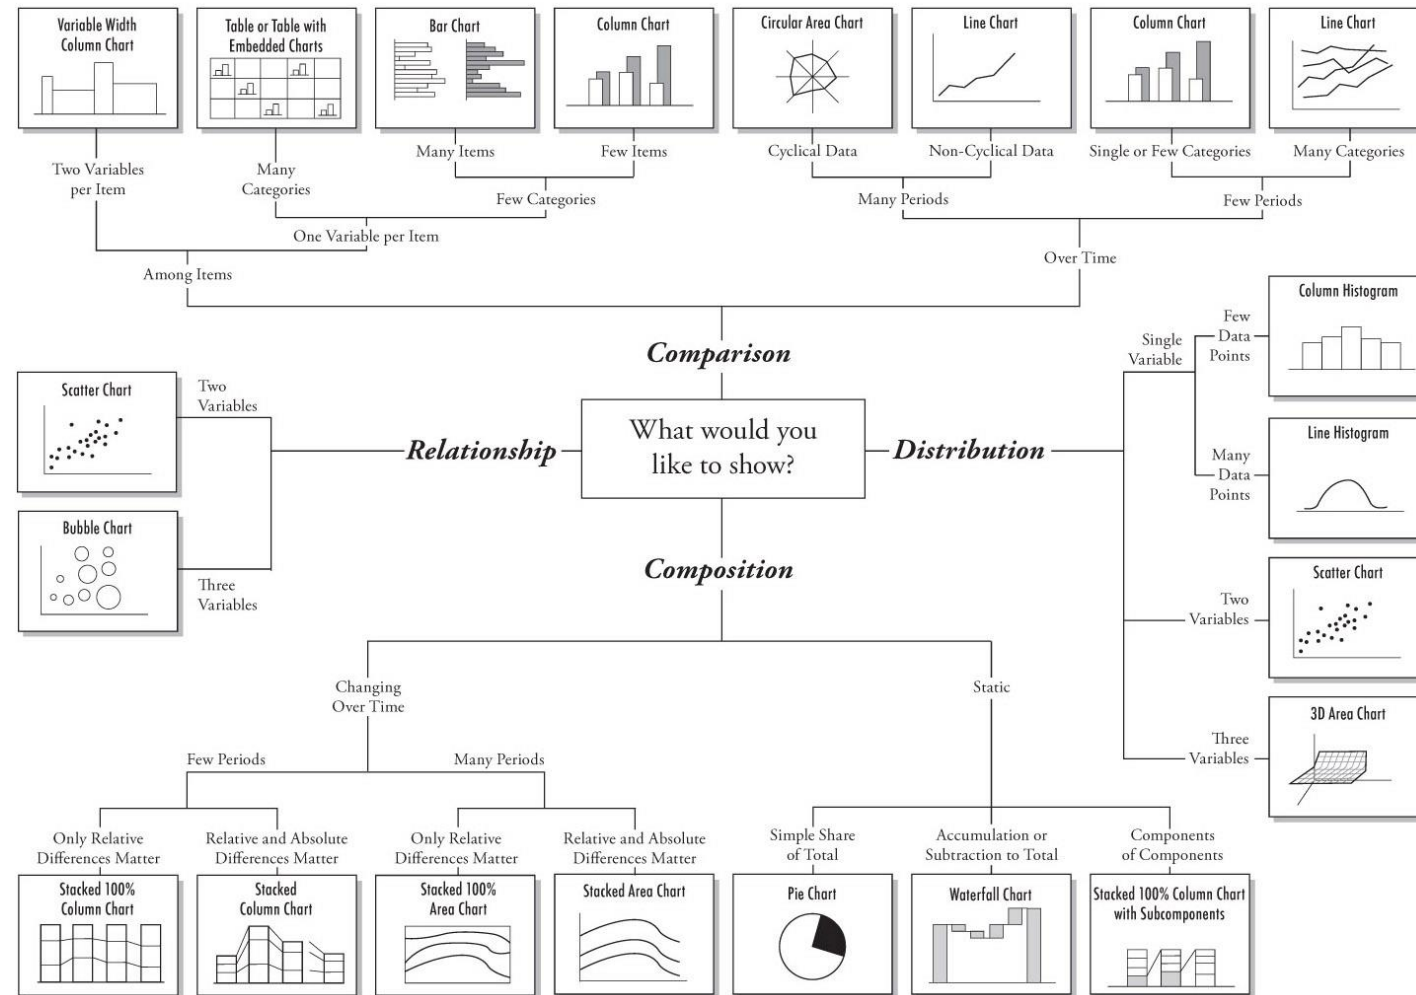 Variable Width
Column Chart
Table or Table with
Embedded Charts
Bar Chart
Column Chart
Circular Area Chart
Line Chart
Column Chart
Line Chart
Two Variables
per Item
Many
Categories
Many Items
Few Items
Cyclical Data
Non-Cyclical Data
Single or Few Categories
Many Categories
Few Categories
Many Periods
Few Periods
One Variable per Item
Among Items
Over Time
Comparison
What would you
like to show?
Relationship
Two
Variables
Scatter Chart
Three
Variables
Bubble Chart
Distribution
Single
Variable
Few
Data
Points
Column Histogram
Many
Data
Points
Line Histogram
Two
Variables
Scatter Chart
Three
Variables
3D Area Chart
Composition
Changing
Over Time
Static
Few Periods
Many Periods
Only Relative
Differences Matter
Relative and Absolute
Differences Matter
Only Relative
Differences Matter
Relative and Absolute
Differences Matter
Simple Share
of Total
Accumulation or
Subtraction to Total
Components
of Components
Stacked 100%
Column Chart
Stacked
Column Chart
Stacked 100%
Area Chart
Stacked Area Chart
Pie Chart
Waterfall Chart
Stacked 100% Column Chart
with Subcomponents